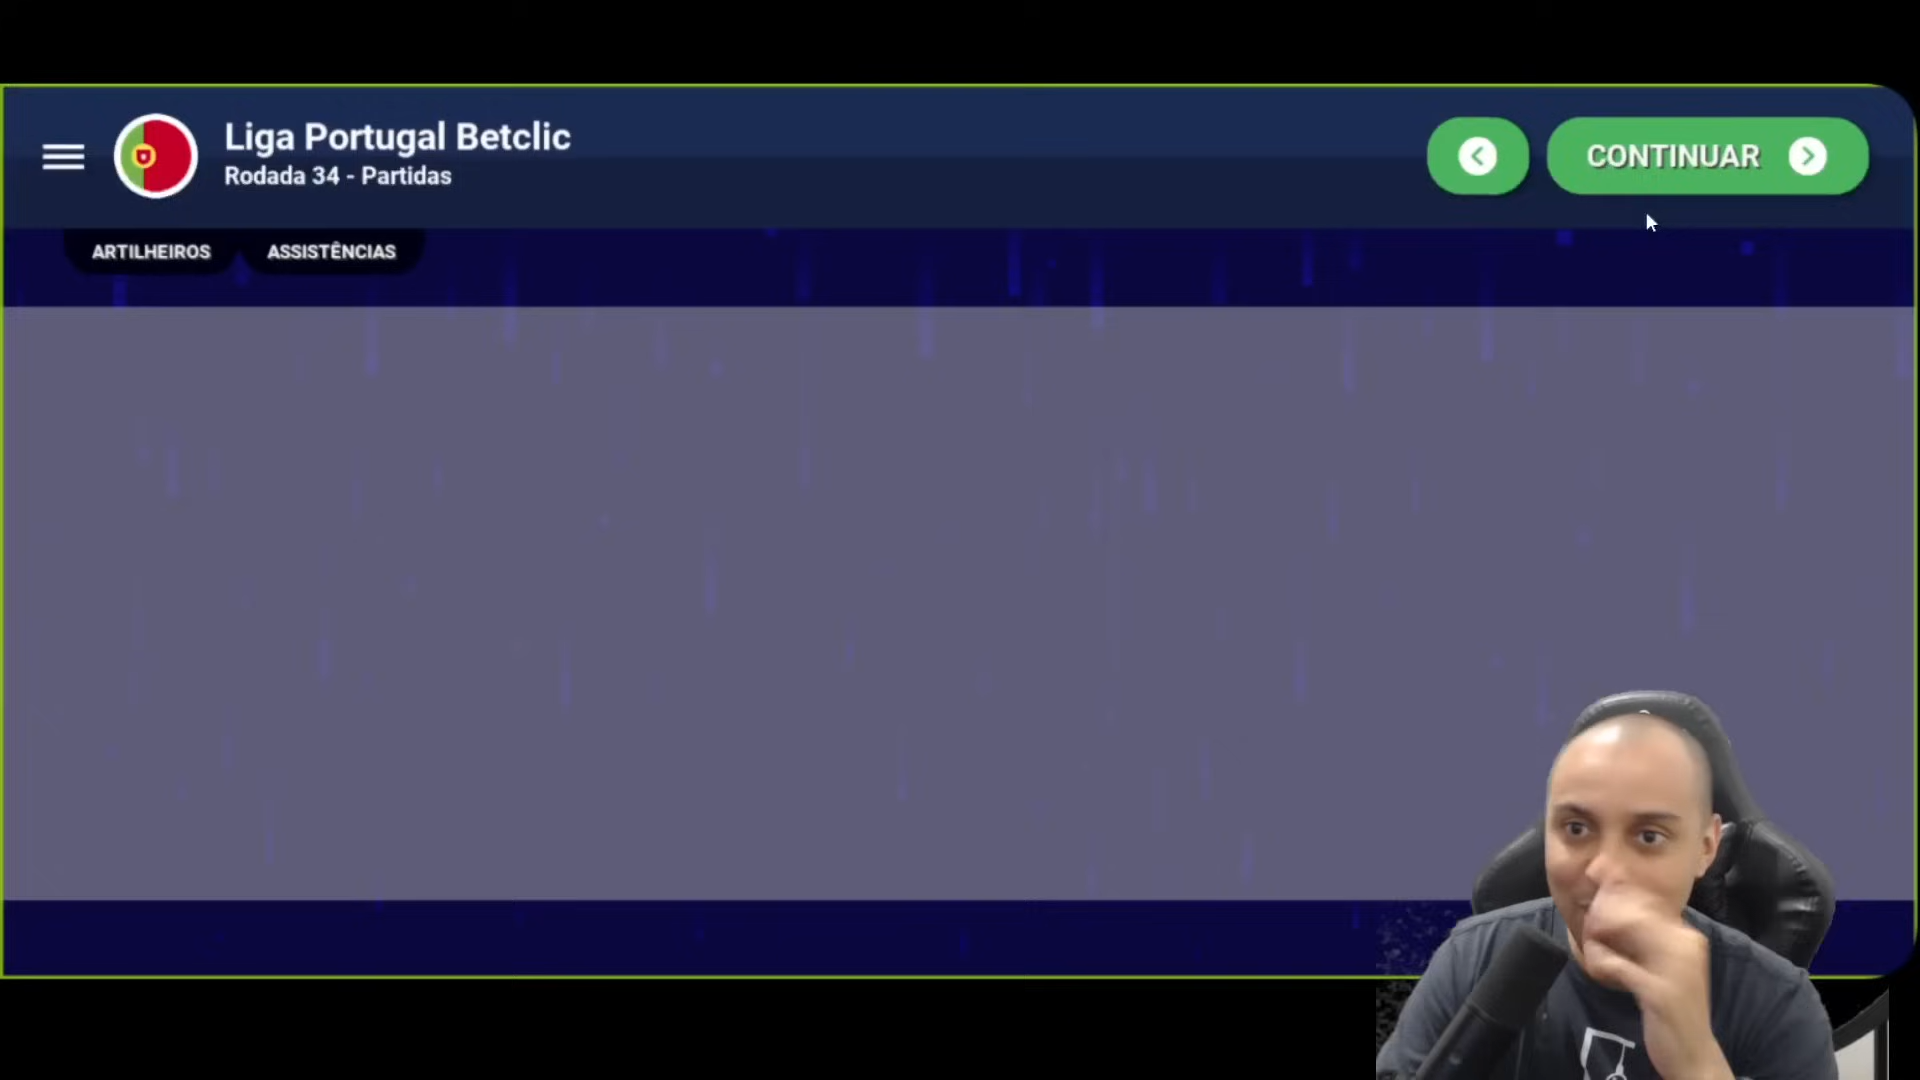 Liga Portugal Betclic
Rodada 34 - Partidas
CONTINUAR
ARTILHEIROS
ASSISTÊNCIAS